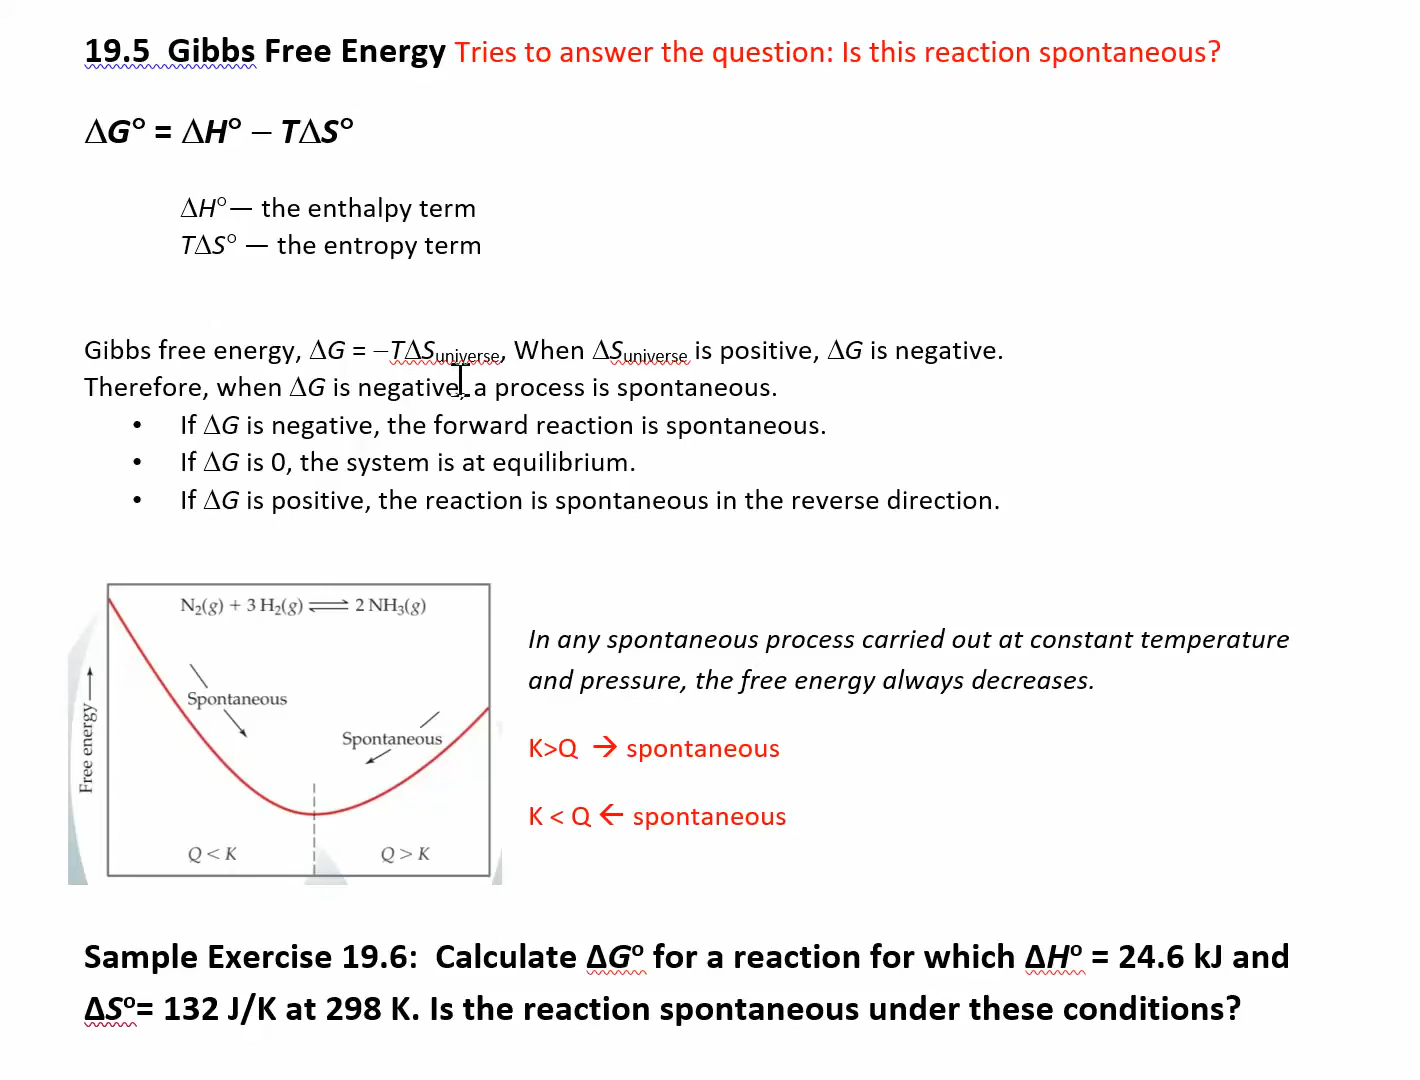 19.5 Gibbs Free Energy Tries to answer the question: Is this reaction spontaneous?
ΔG° = ΔH° – TΔS°
ΔH°— the enthalpy term
TΔS° — the entropy term
Gibbs free energy, ΔG = –TΔSuniverse, When ΔSuniverse is positive, ΔG is negative.
Therefore, when ΔG is negative, a process is spontaneous.
• If ΔG is negative, the forward reaction is spontaneous.
• If ΔG is 0, the system is at equilibrium.
• If ΔG is positive, the reaction is spontaneous in the reverse direction.
N₂(g) + 3 H₂(g) ⇌ 2 NH₃(g)
Spontaneous
Spontaneous
Free energy →
Q < K
Q > K
In any spontaneous process carried out at constant temperature
and pressure, the free energy always decreases.
K>Q → spontaneous
K < Q ← spontaneous
Sample Exercise 19.6: Calculate ΔG° for a reaction for which ΔH° = 24.6 kJ and
ΔS°= 132 J/K at 298 K. Is the reaction spontaneous under these conditions?